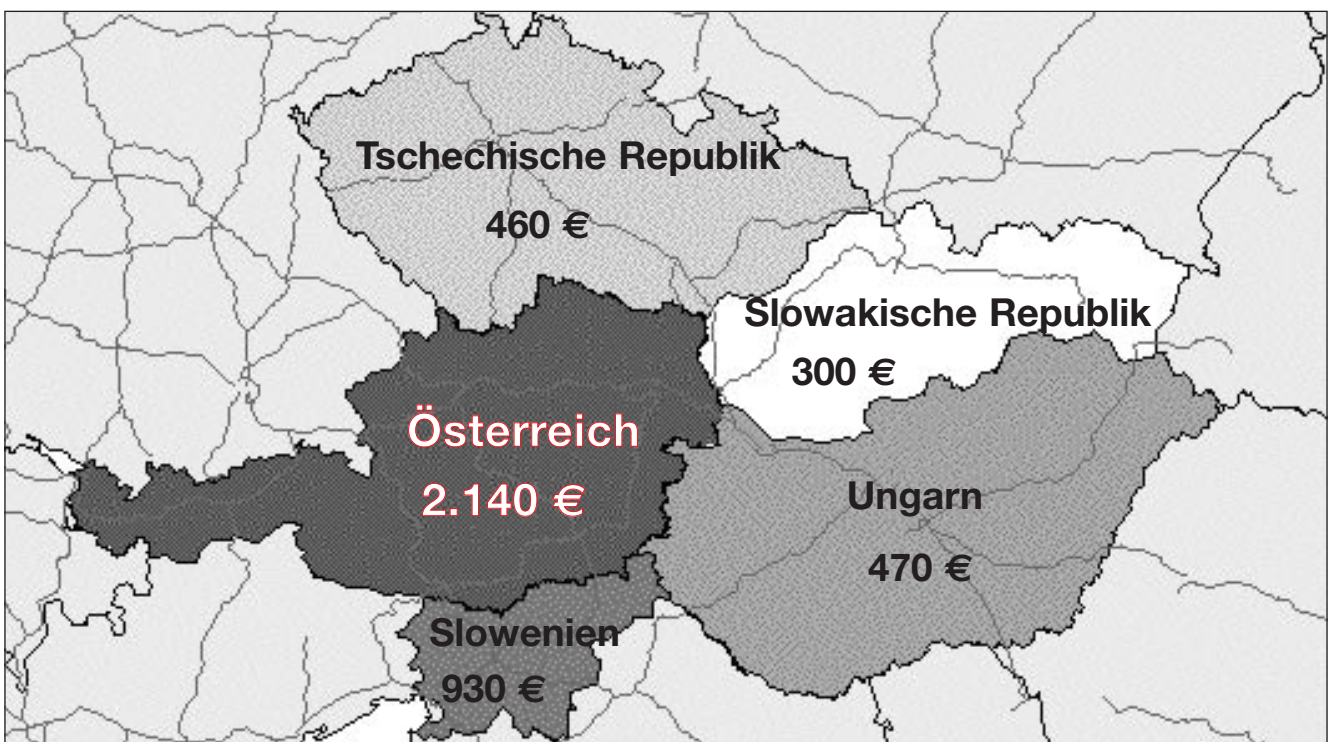 Tschechische Republik
460 €
Slowakische Republik
300 €
Österreich
2.140 €
Ungarn
470 €
Slowenien
930 €